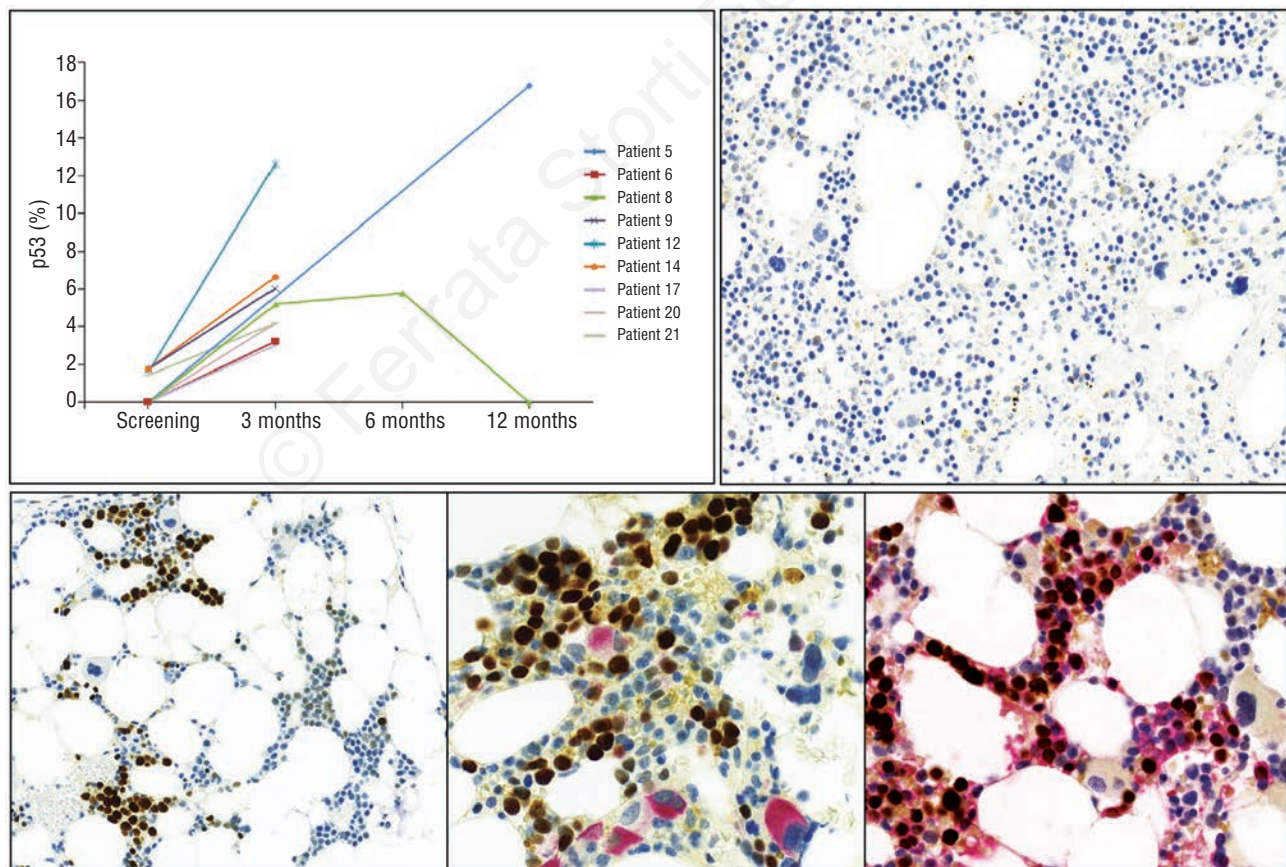 18
16
14
12
10
8
6
4
2
0
p53 (%)
Screening 3 months 6 months 12 months
Patient 5
Patient 6
Patient 8
Patient 9
Patient 12
Patient 14
Patient 17
Patient 20
Patient 21
© Ferrata Storti